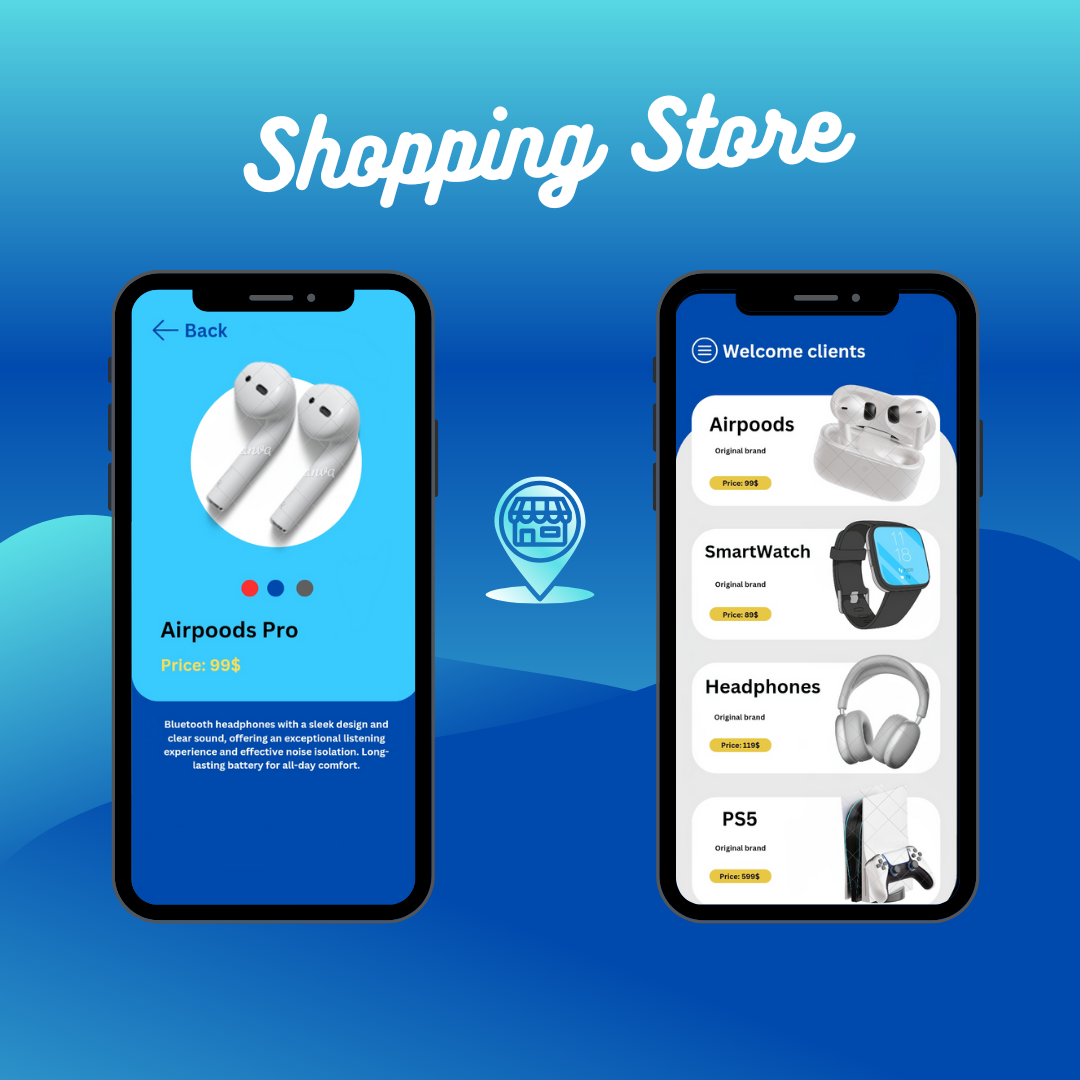 Shopping Store
Back
Airpoods Pro
Price: 99$
Bluetooth headphones with a sleek design and
clear sound, offering an exceptional listening
experience and effective noise isolation. Long-
lasting battery for all-day comfort.
Welcome clients
Airpoods
Original brand
Price: 99$
SmartWatch
Original brand
Price: 89$
11
18
Headphones
Original brand
Price: 119$
PS5
Original brand
Price: 599$